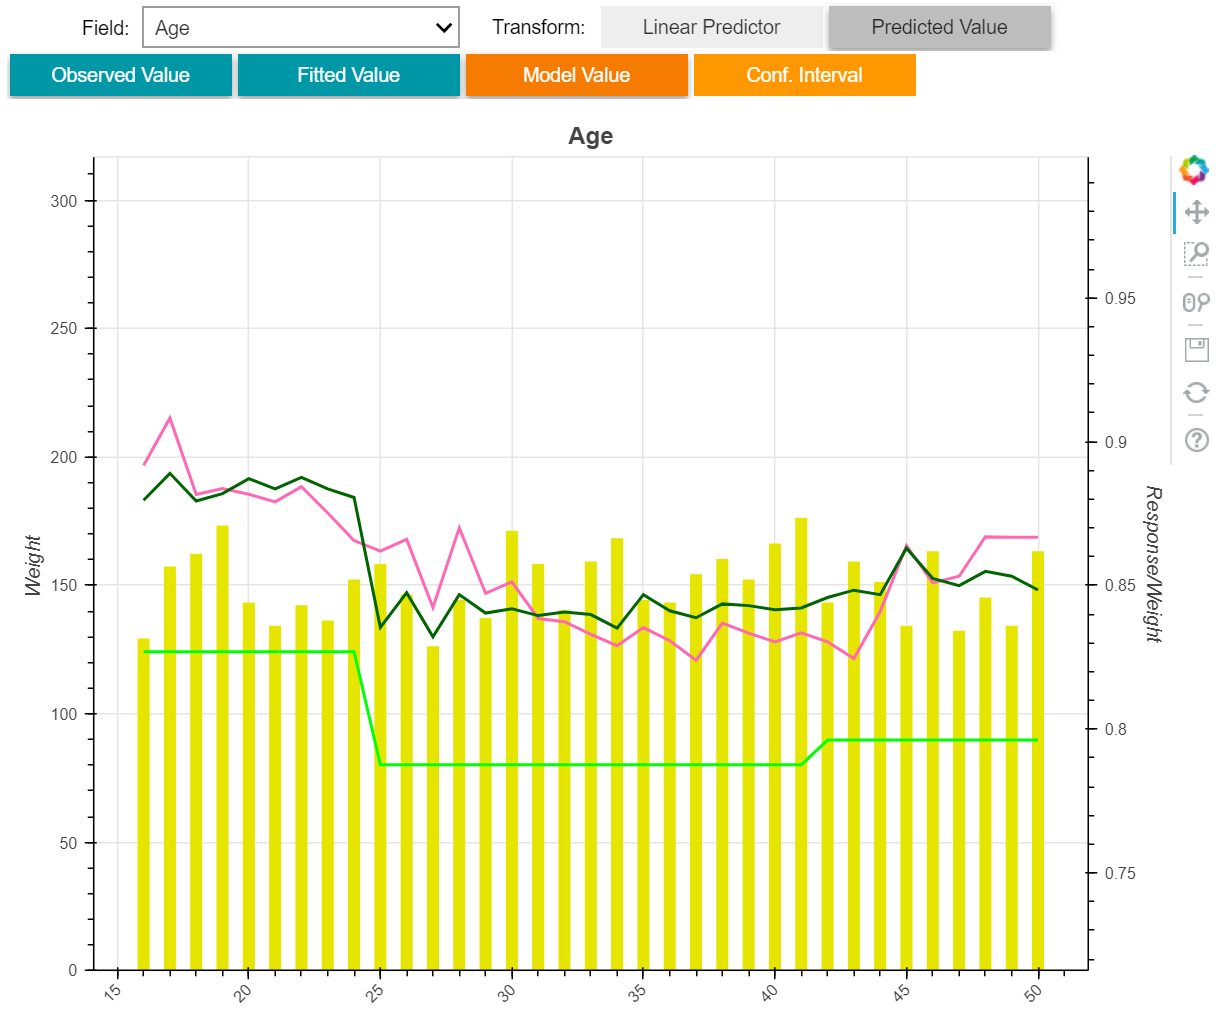 Field: Age Transform: Linear Predictor Predicted Value
Observed Value Fitted Value Model Value Conf. Interval
Age
300
250
200
150
100
50
0
Weight
0.95
0.9
0.85
0.8
0.75
Response/Weight
15 20 25 30 35 40 45 50